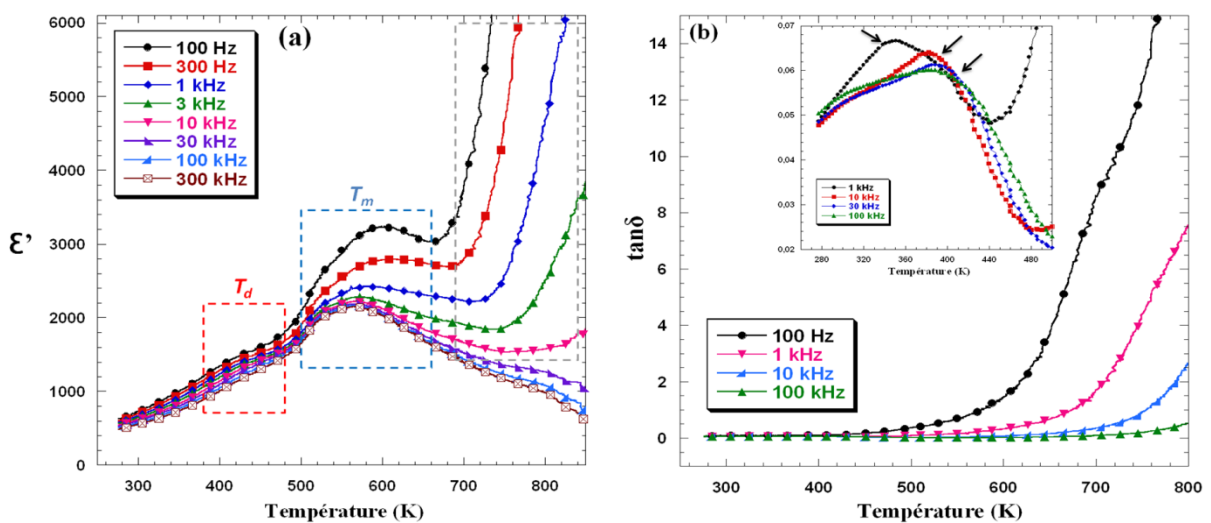 (a)
6000
5000
4000
3000
2000
1000
0
ε’
100 Hz
300 Hz
1 kHz
3 kHz
10 kHz
30 kHz
100 kHz
300 kHz
Td
Tm
300 400 500 600 700 800
Température (K)
(b)
14
12
10
8
6
4
2
0
tanδ
0,07
0,06
0,05
0,04
0,03
0,02
1 kHz
10 kHz
30 kHz
100 kHz
280 320 360 400 440 480
Température (K)
100 Hz
1 kHz
10 kHz
100 kHz
300 400 500 600 700 800
Température (K)